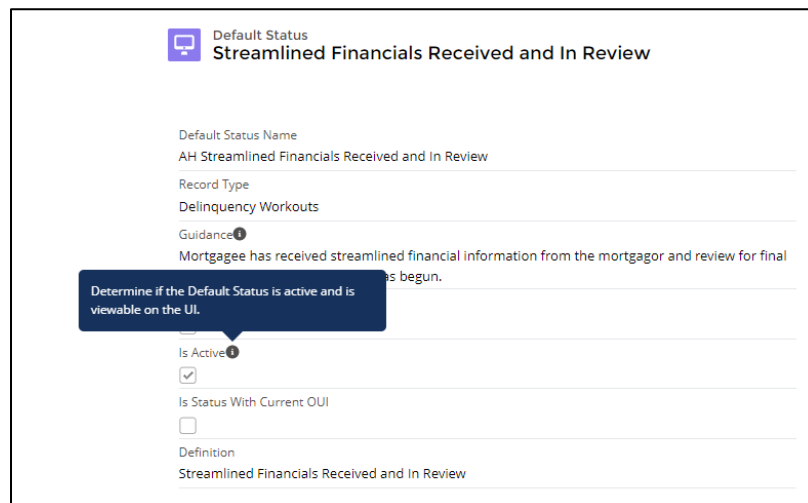 Default Status
Streamlined Financials Received and In Review
Default Status Name
AH Streamlined Financials Received and In Review
Record Type
Delinquency Workouts
Guidance
Mortgagee has received streamlined financial information from the mortgagor and review for final
as begun.
Determine if the Default Status is active and is
viewable on the UI.
Is Active
Is Status With Current OUI
Definition
Streamlined Financials Received and In Review